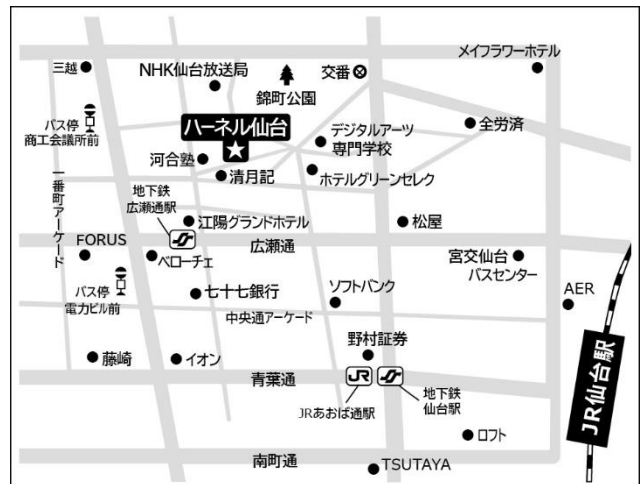 メイフラワーホテル
三越
NHK仙台放送局
交番
錦町公園
バス停
商工会議所前
ハーネル仙台
デジタルアーツ
専門学校
全労済
河合塾
清月記
ホテルグリーンセレク
一番町アーケード
地下鉄
広瀬通駅
江陽グランドホテル
松屋
FORUS
広瀬通
ベローチェ
宮交仙台
バスセンター
バス停
電力ビル前
七十七銀行
ソフトバンク
AER
中央通アーケード
野村証券
藤崎
イオン
青葉通
JR
地下鉄
仙台駅
JRあおば通駅
JR仙台駅
ロフト
南町通
TSUTAYA